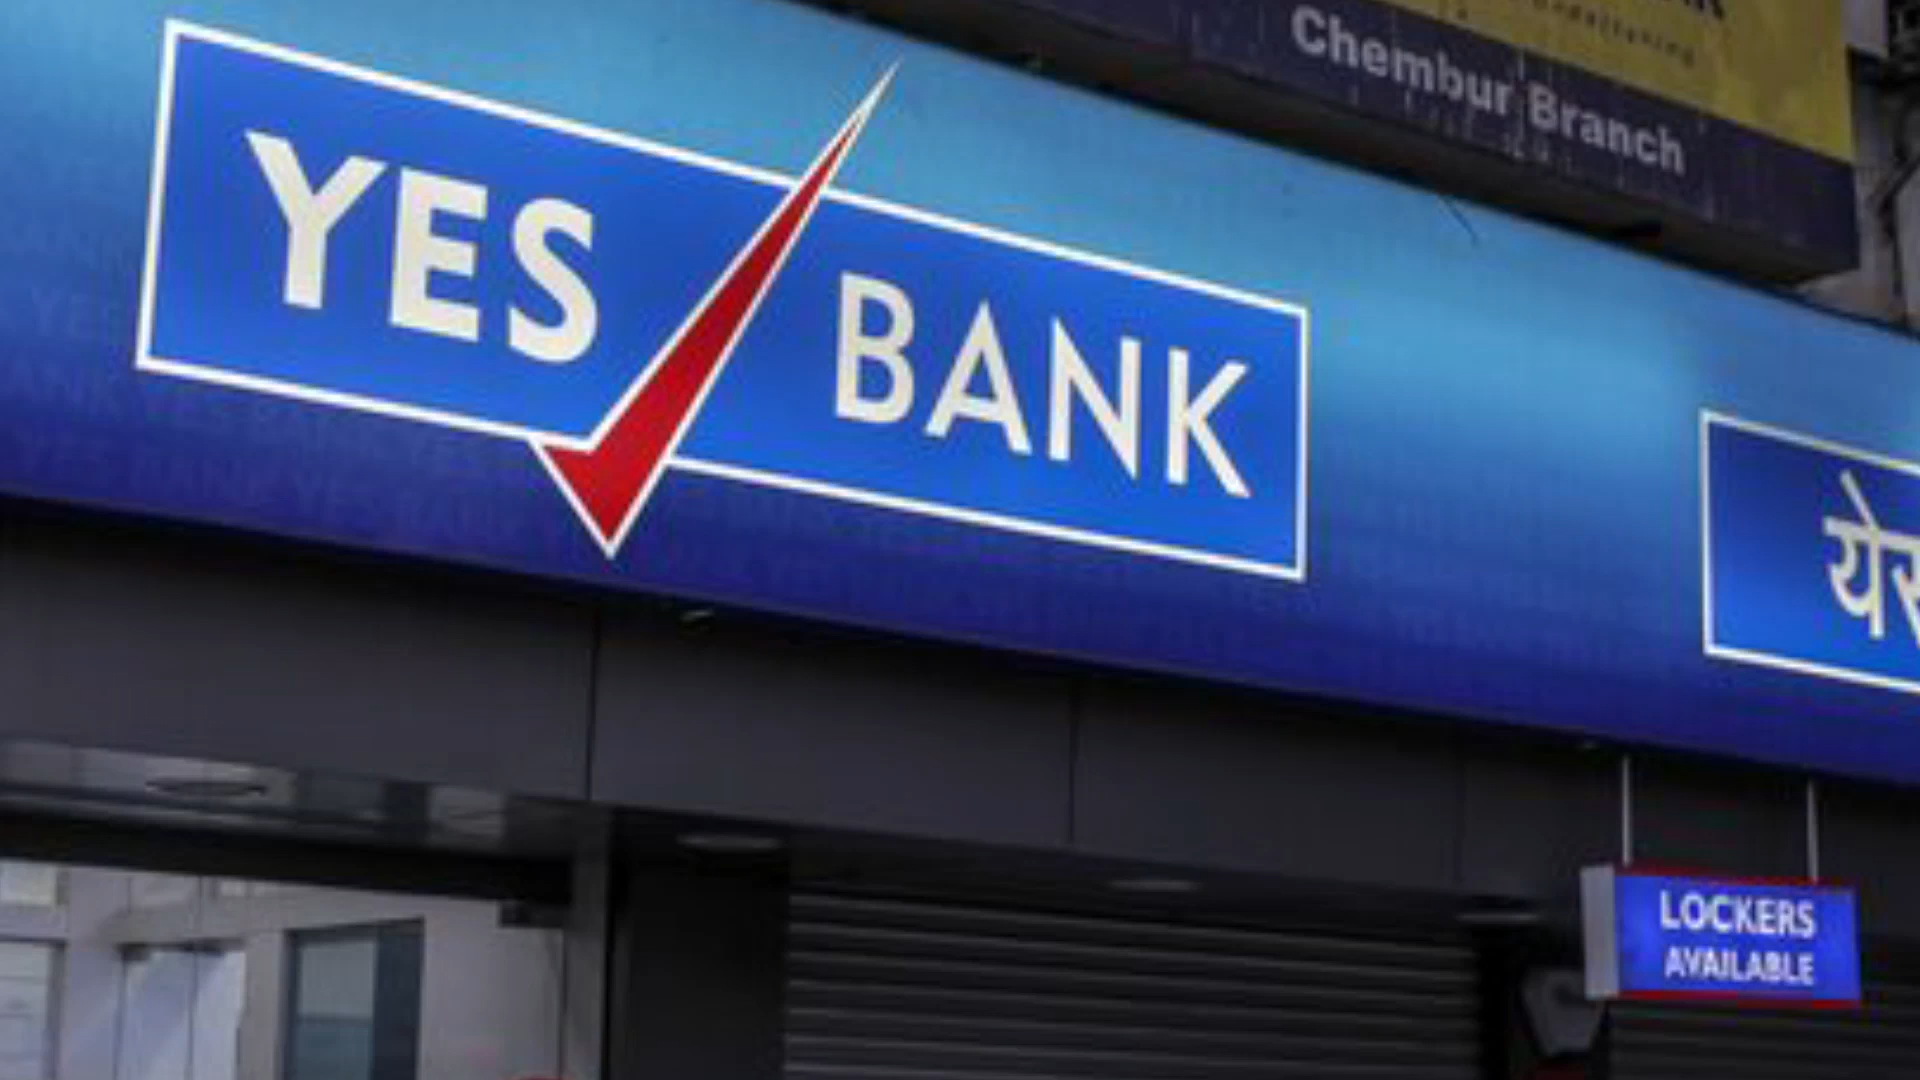 Chembur Branch
YES BANK
येस
LOCKERS
AVAILABLE